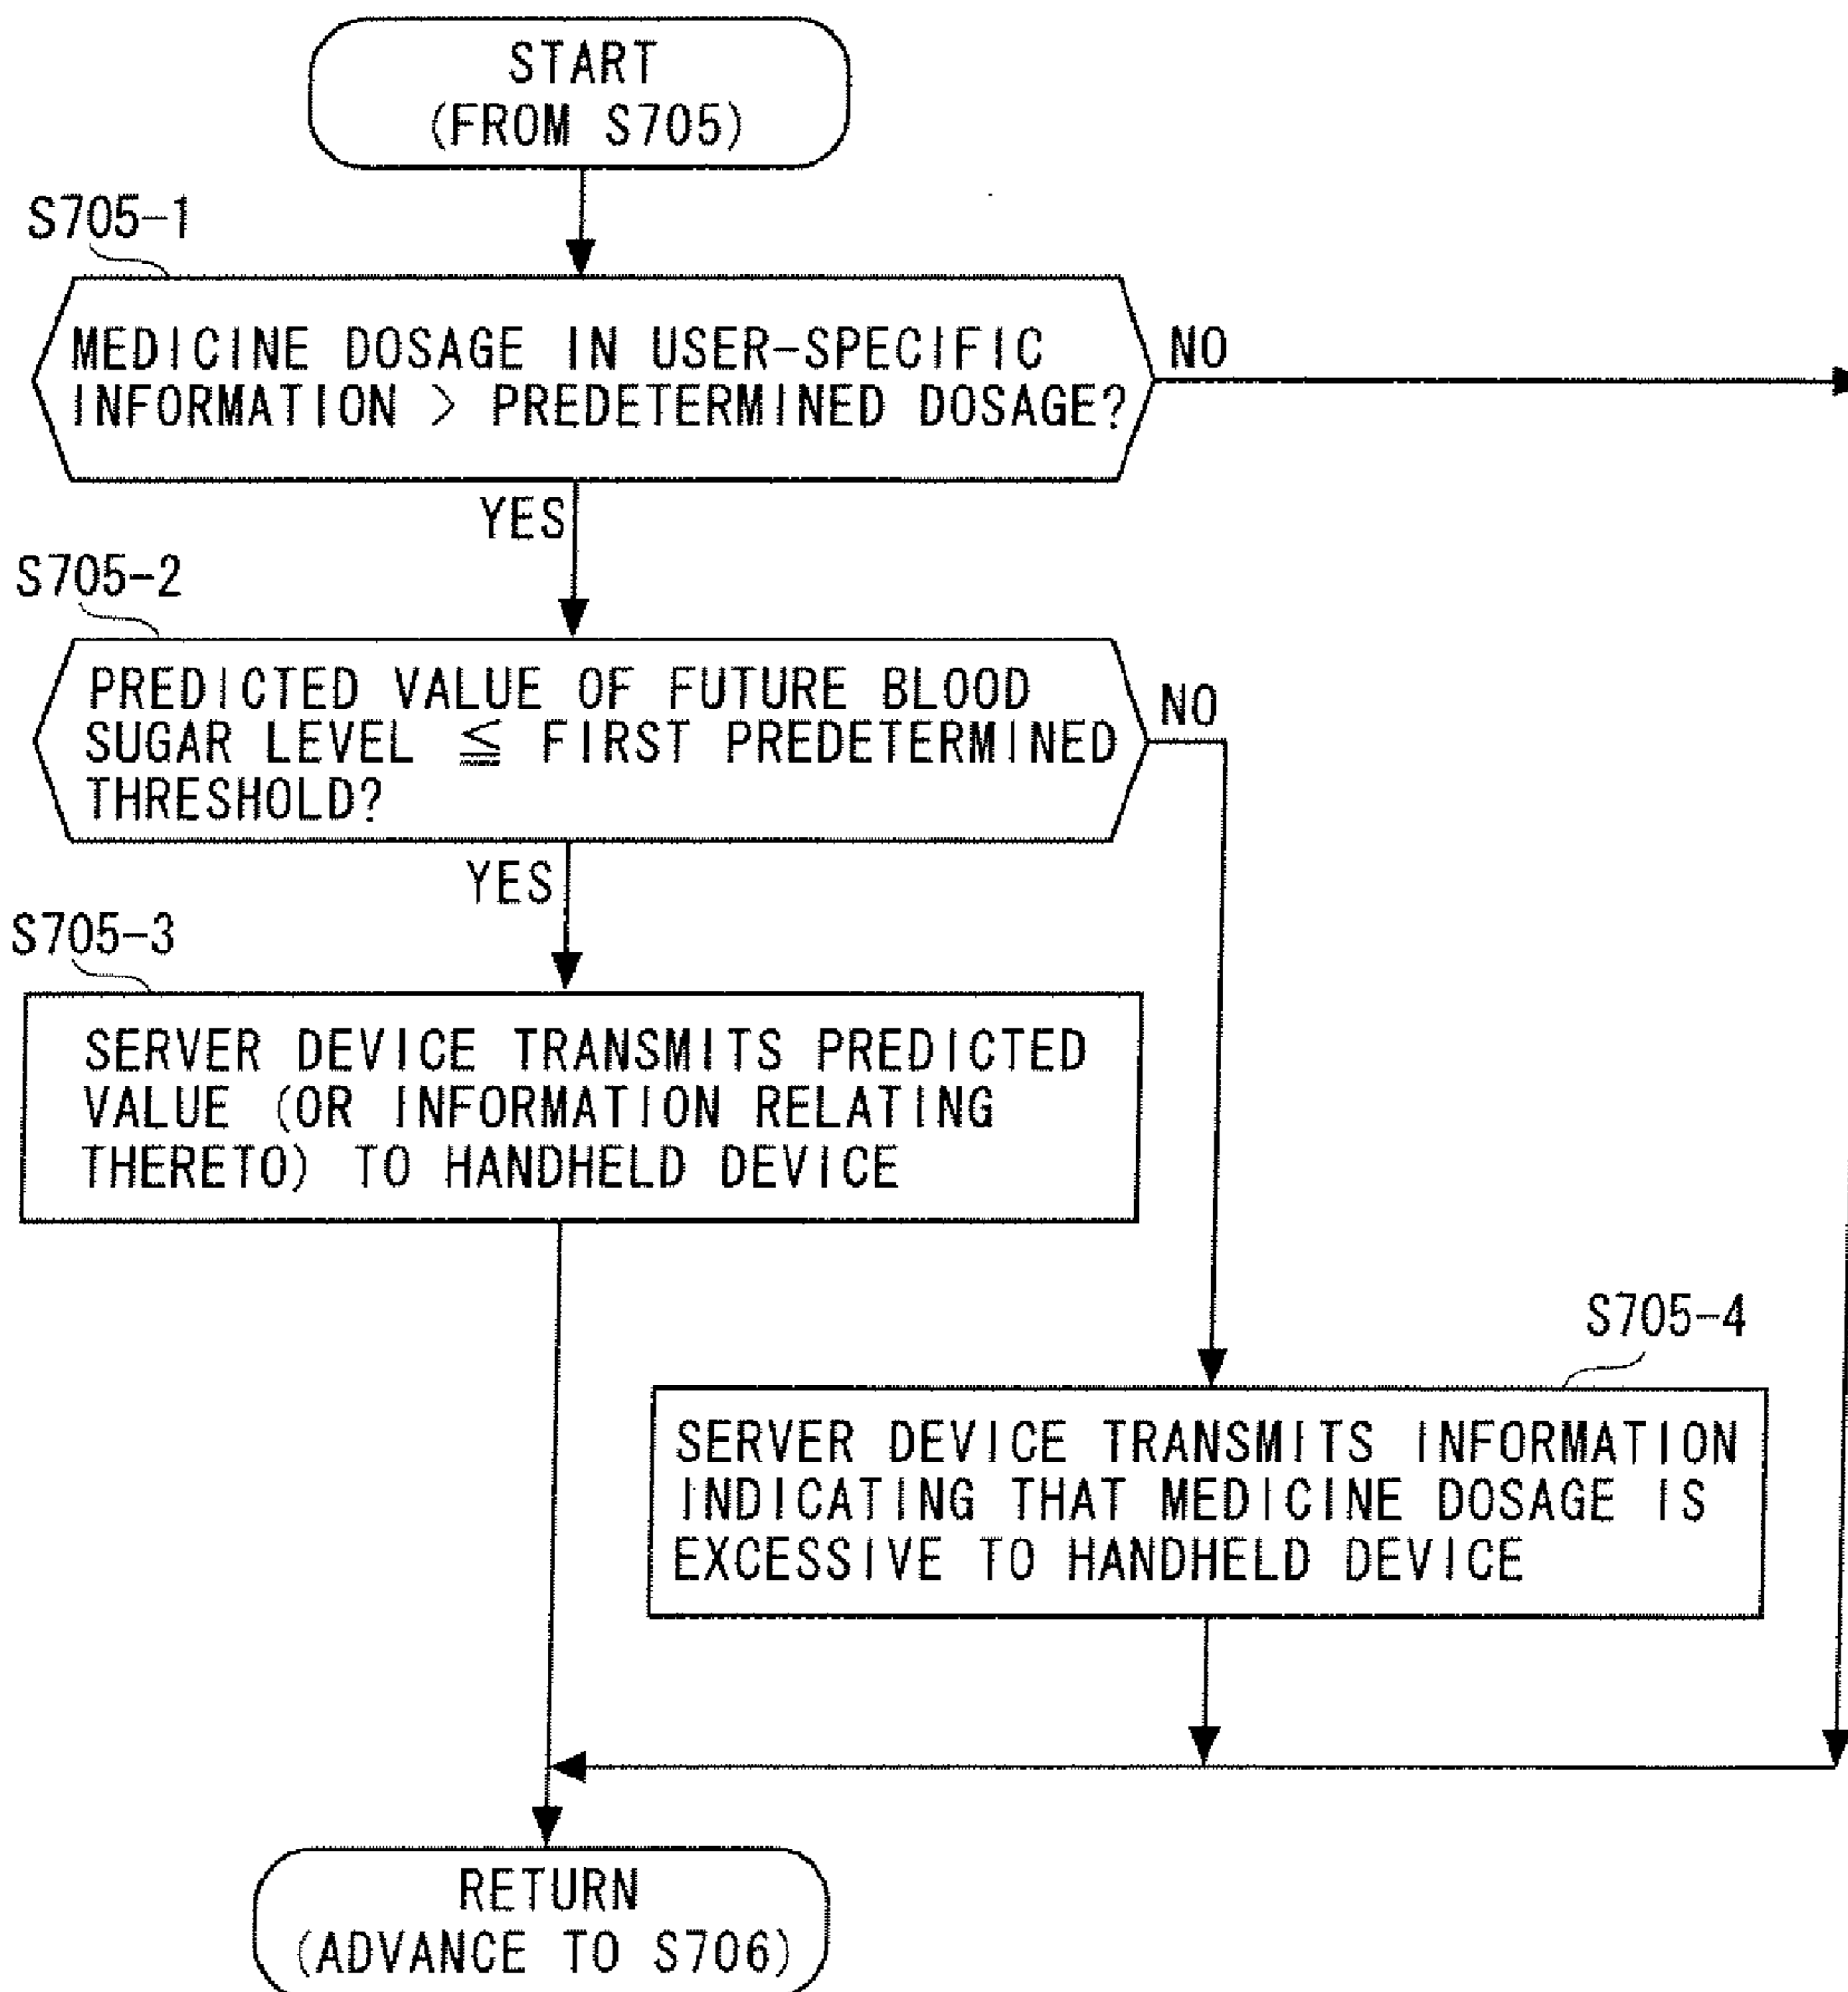 START
(FROM S705)
S705-1
MEDICINE DOSAGE IN USER-SPECIFIC
INFORMATION > PREDETERMINED DOSAGE?
NO
YES
S705-2
PREDICTED VALUE OF FUTURE BLOOD
SUGAR LEVEL ≦ FIRST PREDETERMINED
THRESHOLD?
NO
YES
S705-3
SERVER DEVICE TRANSMITS PREDICTED
VALUE (OR INFORMATION RELATING
THERETO) TO HANDHELD DEVICE
S705-4
SERVER DEVICE TRANSMITS INFORMATION
INDICATING THAT MEDICINE DOSAGE IS
EXCESSIVE TO HANDHELD DEVICE
RETURN
(ADVANCE TO S706)